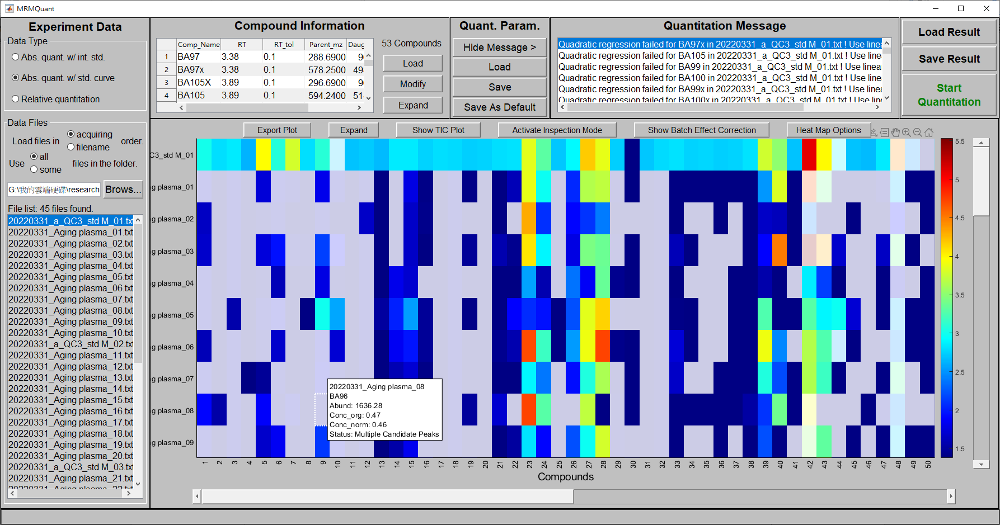 MRMQuant
Experiment Data
Data Type
Abs. quant. w/ int. std.
Abs. quant. w/ std. curve
Relative quantitation
Data Files
Load files in
acquiring
filename
order.
Use
all
some
files in the folder.
G:\我的雲端硬碟\research
Brows...
File list: 45 files found.
20220331_a_QC3_std M_01.txt
20220331_Aging plasma_01.txt
20220331_Aging plasma_02.txt
20220331_Aging plasma_03.txt
20220331_Aging plasma_04.txt
20220331_Aging plasma_05.txt
20220331_Aging plasma_06.txt
20220331_Aging plasma_07.txt
20220331_Aging plasma_08.txt
20220331_Aging plasma_09.txt
20220331_Aging plasma_10.txt
20220331_a_QC3_std M_02.txt
20220331_Aging plasma_11.txt
20220331_Aging plasma_12.txt
20220331_Aging plasma_13.txt
20220331_Aging plasma_14.txt
20220331_Aging plasma_15.txt
20220331_Aging plasma_16.txt
20220331_Aging plasma_17.txt
20220331_Aging plasma_18.txt
20220331_Aging plasma_19.txt
20220331_Aging plasma_20.txt
20220331_a_QC3_std M_03.txt
20220331_Aging plasma_21.txt
Compound Information
Comp_Name RT RT_tol Parent_mz Daug
1 BA97 3.38 0.1 288.6900 9
2 BA97x 3.38 0.1 578.2500 49
3 BA105X 3.89 0.1 296.6900 9
4 BA105 3.89 0.1 594.2400 51
53 Compounds
Load
Modify
Expand
Quant. Param.
Hide Message >
Load
Save
Save As Default
Quantitation Message
Quadratic regression failed for BA97x in 20220331_a_QC3_std M_01.txt ! Use linea
Quadratic regression failed for BA105 in 20220331_a_QC3_std M_01.txt ! Use linea
Quadratic regression failed for BA99 in 20220331_a_QC3_std M_01.txt ! Use linea
Quadratic regression failed for BA100 in 20220331_a_QC3_std M_01.txt ! Use linea
Quadratic regression failed for BA99x in 20220331_a_QC3_std M_01.txt ! Use linea
Quadratic regression failed for BA100x in 20220331_a_QC3_std M_01.txt ! Use linea
Load Result
Save Result
Start
Quantitation
Export Plot
Expand
Show TIC Plot
Activate Inspection Mode
Show Batch Effect Correction
Heat Map Options
C3_std M_01
g plasma_01
g plasma_02
g plasma_03
g plasma_04
g plasma_05
g plasma_06
g plasma_07
g plasma_08
g plasma_09
20220331_Aging plasma_08
BA96
Abund: 1636.28
Conc_org: 0.47
Conc_norm: 0.46
Status: Multiple Candidate Peaks
1 2 3 4 5 6 7 8 9 10 11 12 13 14 15 16 17 18 19 20 21 22 23 24 25 26 27 28 29 30 31 32 33 34 35 36 37 38 39 40 41 42 43 44 45 46 47 48 49 50
Compounds
5.5
5
4.5
4
3.5
3
2.5
2
1.5